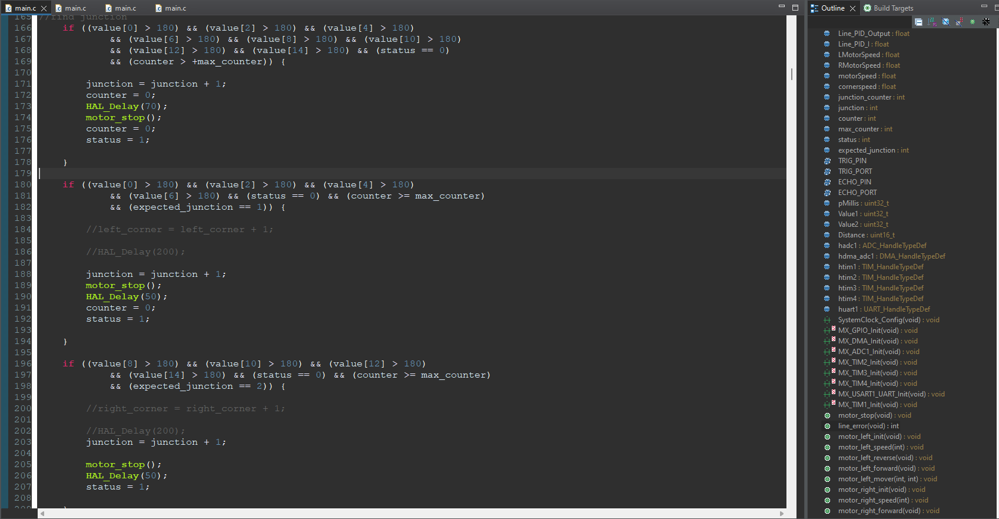 main.c
main.c
main.c
main.c
165 //find junction
166 if ((value[0] > 180) && (value[2] > 180) && (value[4] > 180)
167 && (value[6] > 180) && (value[8] > 180) && (value[10] > 180)
168 && (value[12] > 180) && (value[14] > 180) && (status == 0)
169 && (counter > +max_counter)) {
170
171 junction = junction + 1;
172 counter = 0;
173 HAL_Delay(70);
174 motor_stop();
175 counter = 0;
176 status = 1;
177
178 }
179
180 if ((value[0] > 180) && (value[2] > 180) && (value[4] > 180)
181 && (value[6] > 180) && (status == 0) && (counter >= max_counter)
182 && (expected_junction == 1)) {
183
184 //left_corner = left_corner + 1;
185
186 //HAL_Delay(200);
187
188 junction = junction + 1;
189 motor_stop();
190 HAL_Delay(50);
191 counter = 0;
192 status = 1;
193
194 }
195
196 if ((value[8] > 180) && (value[10] > 180) && (value[12] > 180)
197 && (value[14] > 180) && (status == 0) && (counter >= max_counter)
198 && (expected_junction == 2)) {
199
200 //right_corner = right_corner + 1;
201
202 //HAL_Delay(200);
203 junction = junction + 1;
204
205 motor_stop();
206 HAL_Delay(50);
207 status = 1;
208
209 }
Outline
Build Targets
Line_PID_Output : float
Line_PID_I : float
LMotorSpeed : float
RMotorSpeed : float
motorSpeed : float
cornerspeed : float
junction_counter : int
junction : int
counter : int
max_counter : int
status : int
expected_junction : int
TRIG_PIN
TRIG_PORT
ECHO_PIN
ECHO_PORT
pMillis : uint32_t
Value1 : uint32_t
Value2 : uint32_t
Distance : uint16_t
hadc1 : ADC_HandleTypeDef
hdma_adc1 : DMA_HandleTypeDef
htim1 : TIM_HandleTypeDef
htim2 : TIM_HandleTypeDef
htim3 : TIM_HandleTypeDef
htim4 : TIM_HandleTypeDef
huart1 : UART_HandleTypeDef
SystemClock_Config(void) : void
MX_GPIO_Init(void) : void
MX_DMA_Init(void) : void
MX_ADC1_Init(void) : void
MX_TIM2_Init(void) : void
MX_TIM3_Init(void) : void
MX_TIM4_Init(void) : void
MX_USART1_UART_Init(void) : void
MX_TIM1_Init(void) : void
motor_stop(void) : void
line_error(void) : int
motor_left_init(void) : void
motor_left_speed(int) : void
motor_left_reverse(void) : void
motor_left_forward(void) : void
motor_left_mover(int, int) : void
motor_right_init(void) : void
motor_right_speed(int) : void
motor_right_forward(void) : void